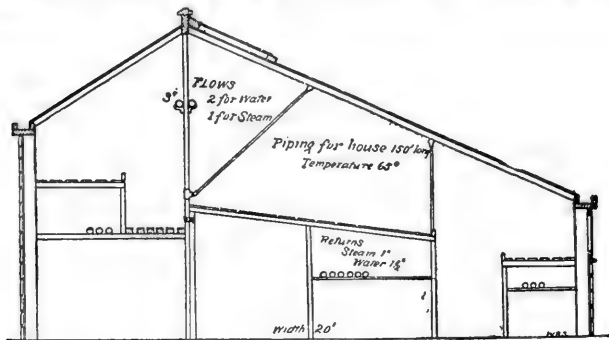 FLOWS
3"
2 for Water
1 for Steam
Piping for house 150' long
Temperature 65°
Returns
Steam 1"
Water 1½"
Width 20'